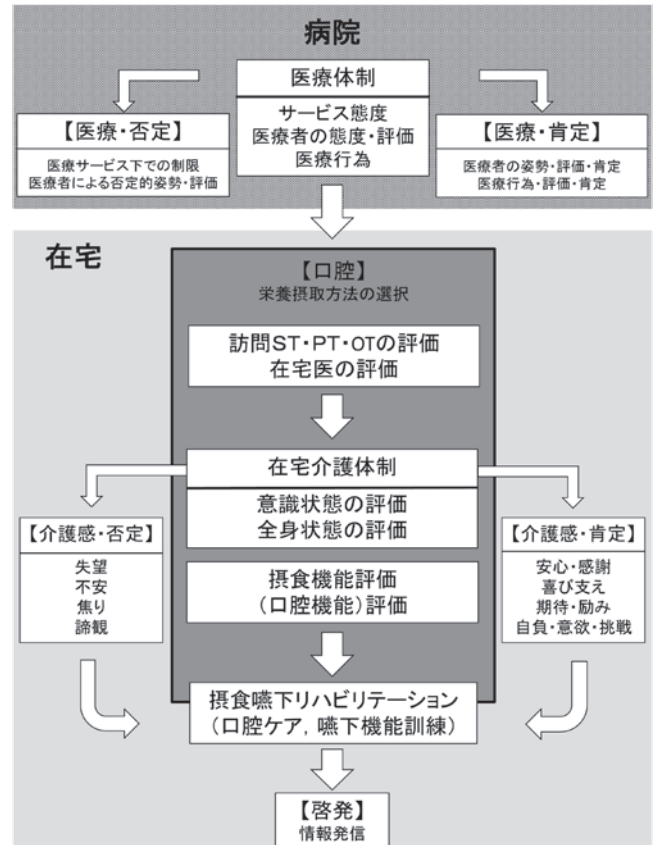 病院
医療体制
サービス態度
医療者の態度・評価
医療行為
【医療・否定】
医療サービス下での制限
医療者による否定的姿勢・評価
【医療・肯定】
医療者の姿勢・評価・肯定
医療行為・評価・肯定
在宅
【口腔】
栄養摂取方法の選択
訪問ST・PT・OTの評価
在宅医の評価
在宅介護体制
意識状態の評価
全身状態の評価
【介護感・否定】
失望
不安
焦り
諦観
【介護感・肯定】
安心・感謝
喜び支え
期待・励み
自負・意欲・挑戦
摂食機能評価
(口腔機能)評価
摂食嚥下リハビリテーション
(口腔ケア, 嚥下機能訓練)
【啓発】
情報発信